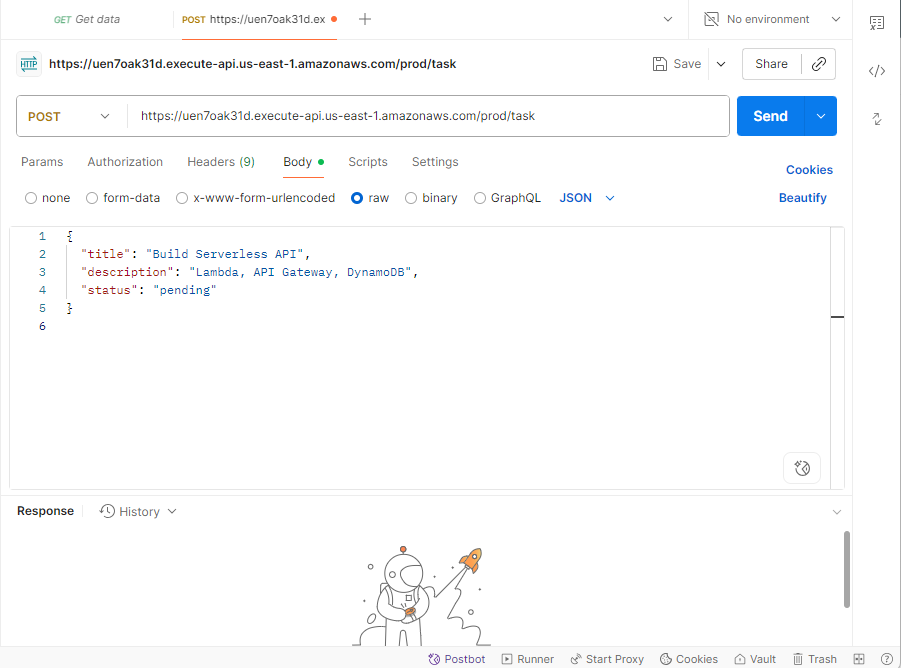 GET Get data
POST https://uen7oak31d.ex
No environment
HTTP https://uen7oak31d.execute-api.us-east-1.amazonaws.com/prod/task
Save
Share
POST https://uen7oak31d.execute-api.us-east-1.amazonaws.com/prod/task
Send
Params Authorization Headers (9) Body Scripts Settings
Cookies
none form-data x-www-form-urlencoded raw binary GraphQL JSON
Beautify
1 {
2 "title": "Build Serverless API",
3 "description": "Lambda, API Gateway, DynamoDB",
4 "status": "pending"
5 }
6
Response History
Postbot Runner Start Proxy Cookies Vault Trash